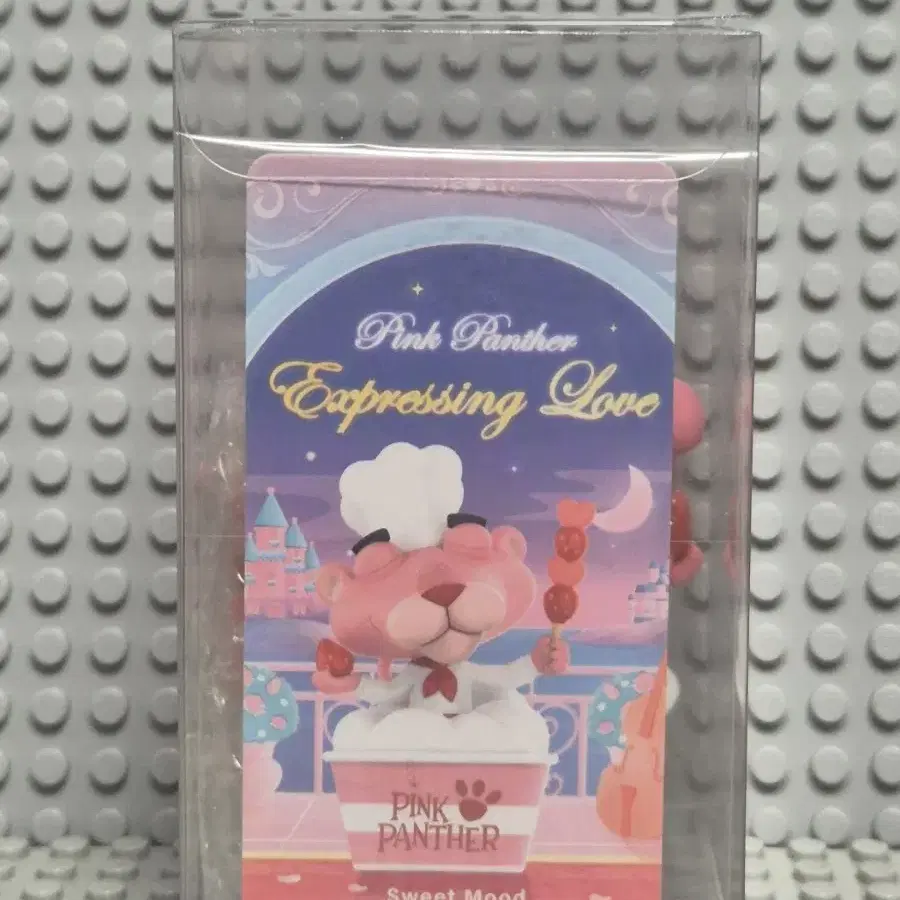 Pink Panther
Expressing Love
PINK
PANTHER
Sweet Mood